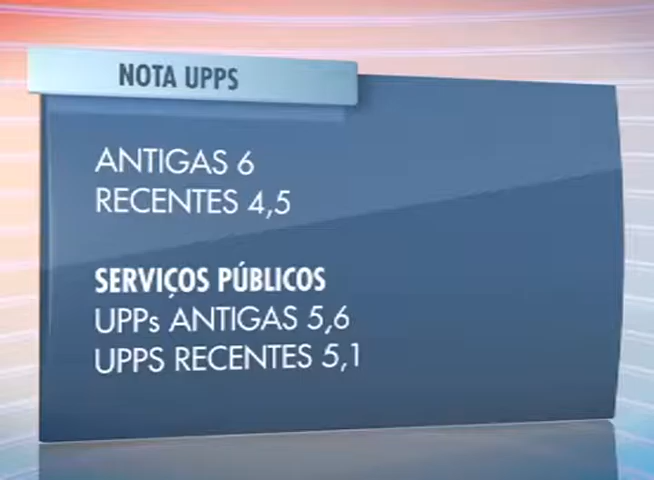 NOTA UPPS
ANTIGAS 6
RECENTES 4,5
SERVIÇOS PÚBLICOS
UPPs ANTIGAS 5,6
UPPS RECENTES 5,1